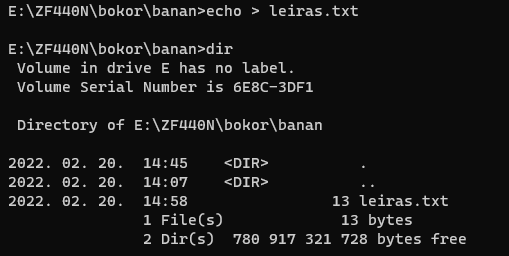 E:\ZF440N\bokor\banan>echo > leiras.txt
E:\ZF440N\bokor\banan>dir
Volume in drive E has no label.
Volume Serial Number is 6E8C-3DF1
Directory of E:\ZF440N\bokor\banan
2022. 02. 20.  14:45    <DIR>          .
2022. 02. 20.  14:07    <DIR>          ..
2022. 02. 20.  14:58                13 leiras.txt
1 File(s)             13 bytes
2 Dir(s)  780 917 321 728 bytes free